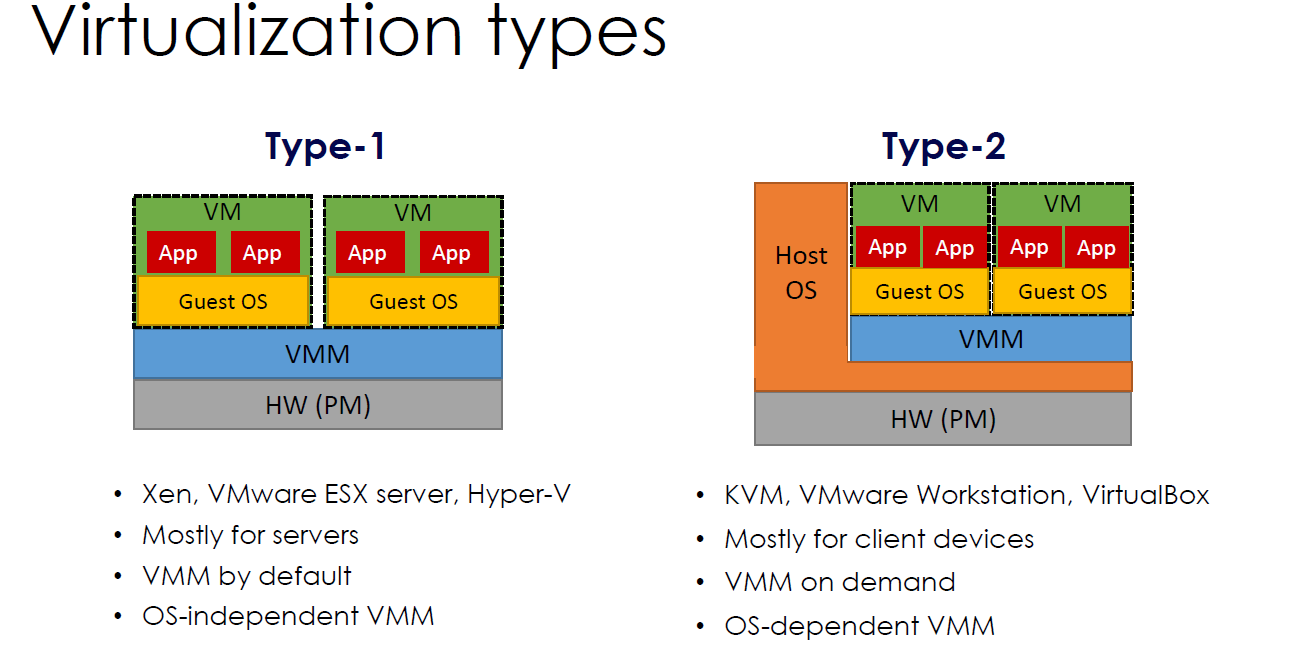 Virtualization types
Type-1
VM
VM
App
App
App
App
Guest OS
Guest OS
VMM
HW (PM)
• Xen, VMware ESX server, Hyper-V
• Mostly for servers
• VMM by default
• OS-independent VMM
Type-2
Host
OS
VM
VM
App
App
App
App
Guest OS
Guest OS
VMM
HW (PM)
• KVM, VMware Workstation, VirtualBox
• Mostly for client devices
• VMM on demand
• OS-dependent VMM